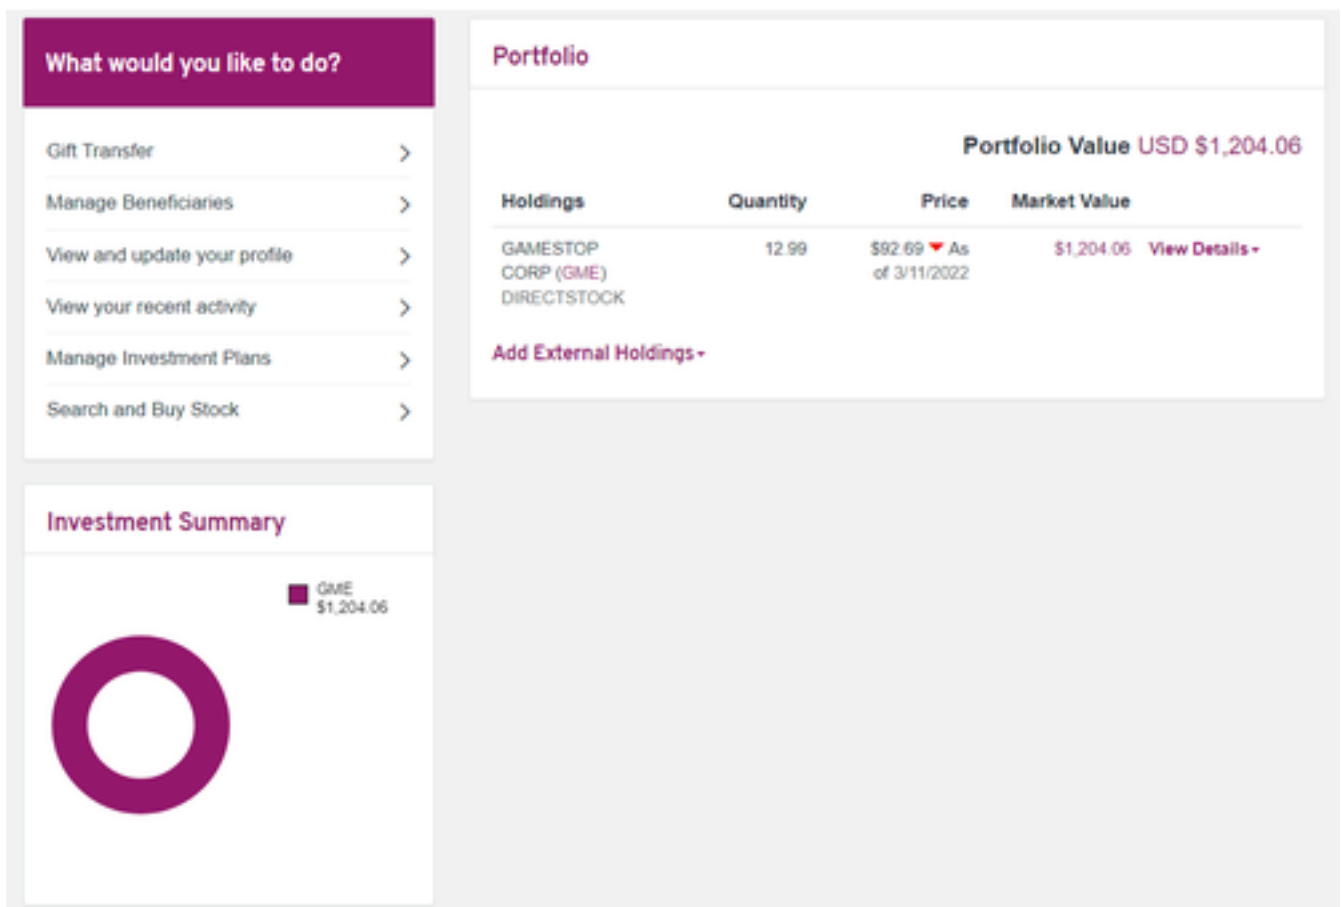 What would you like to do?
Gift Transfer
Manage Beneficiaries
View and update your profile
View your recent activity
Manage Investment Plans
Search and Buy Stock
Portfolio
Portfolio Value USD $1,204.06
Holdings Quantity Price Market Value
GAMESTOP 12.99 $92.69 As $1,204.06 View Details
CORP (GME) of 3/11/2022
DIRECTSTOCK
Add External Holdings
Investment Summary
GME
$1,204.06